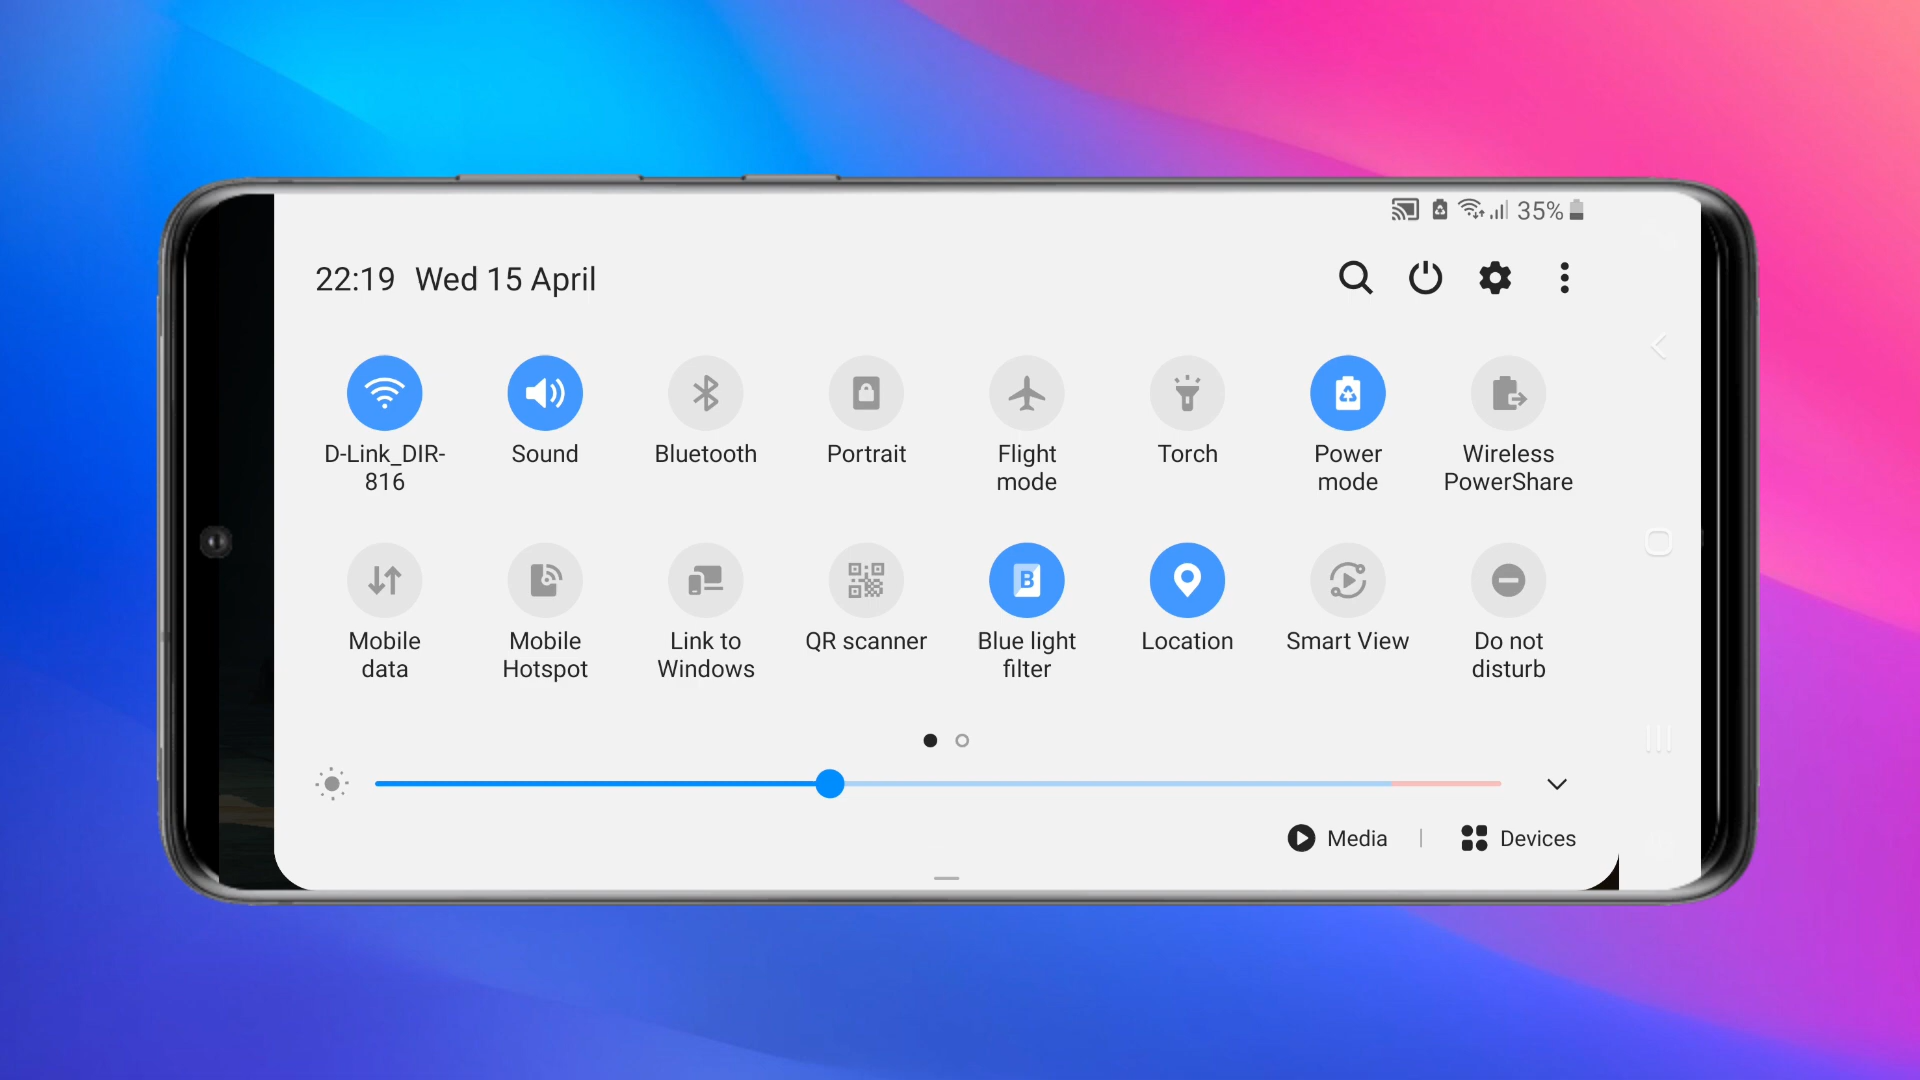 35%
22:19 Wed 15 April
D-Link_DIR-
816
Sound
Bluetooth
Portrait
Flight
mode
Torch
Power
mode
Wireless
PowerShare
Mobile
data
Mobile
Hotspot
Link to
Windows
QR scanner
B
Blue light
filter
Location
Smart View
Do not
disturb
Media
Devices